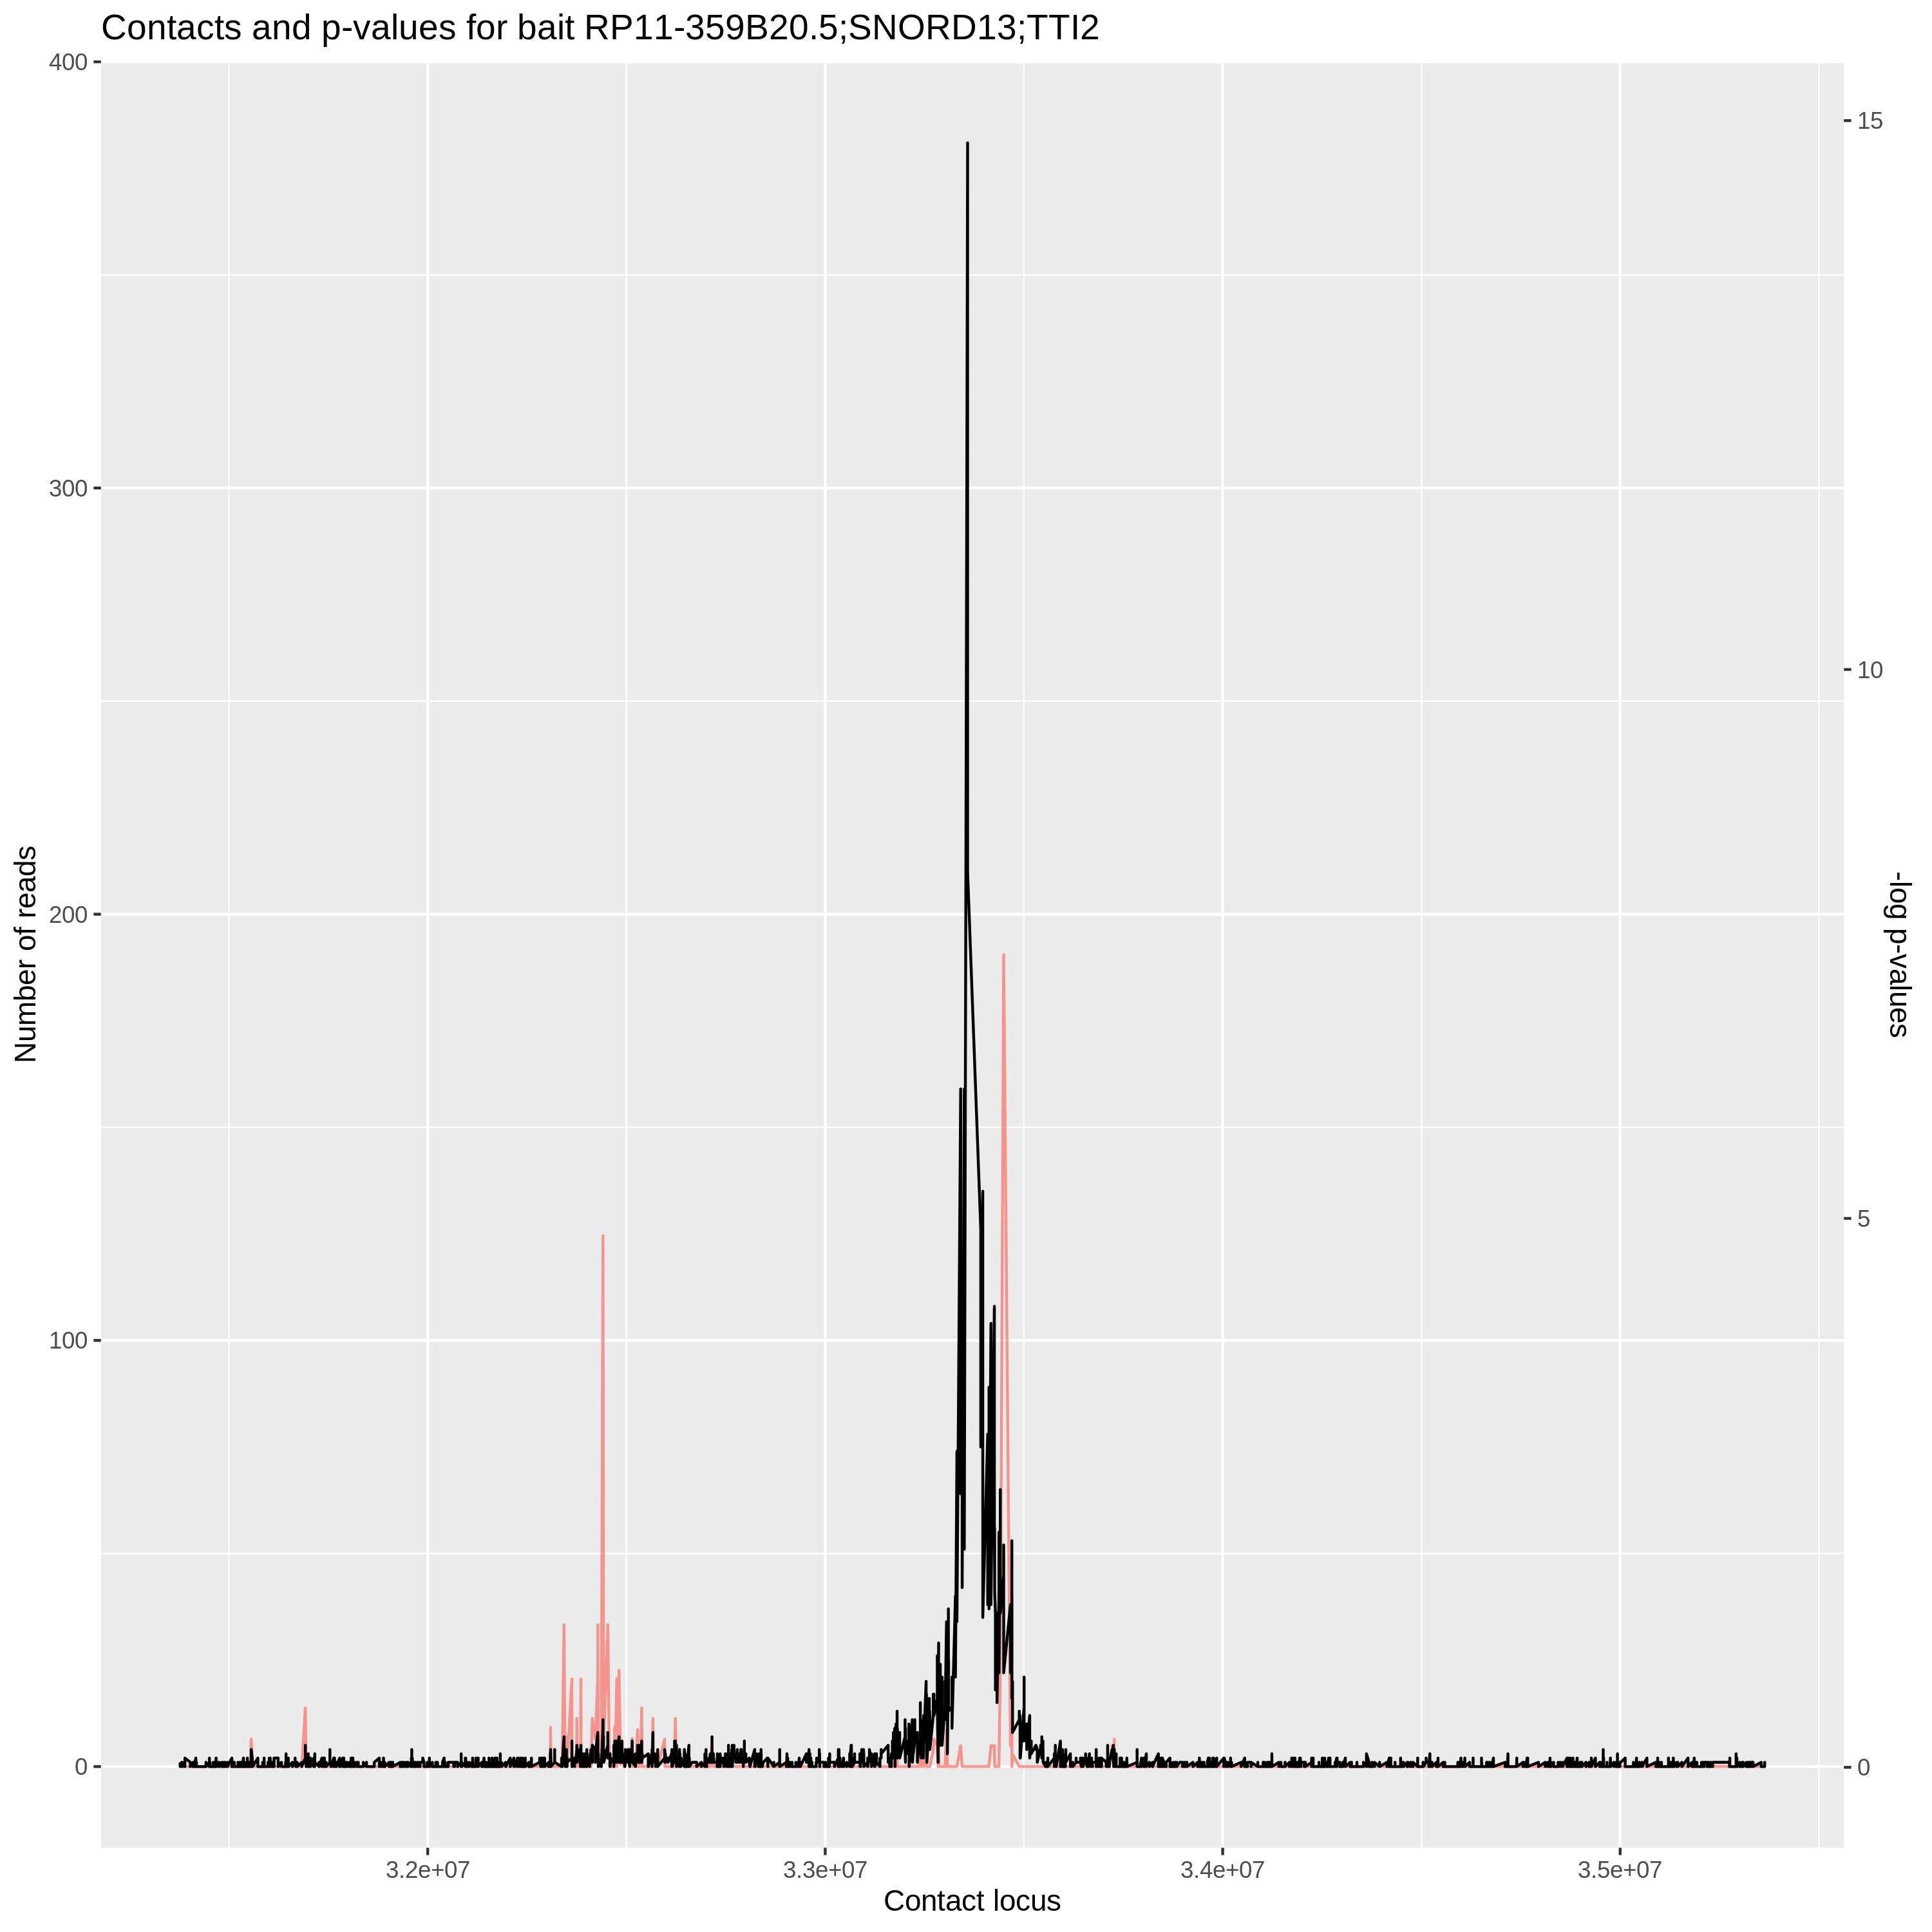 Contacts and p-values for bait RP11-359B20.5;SNORD13;TTI2
400
300
200
100
0
Number of reads
15
10
5
0
-log p-values
3.2e+07
3.3e+07
3.4e+07
3.5e+07
Contact locus